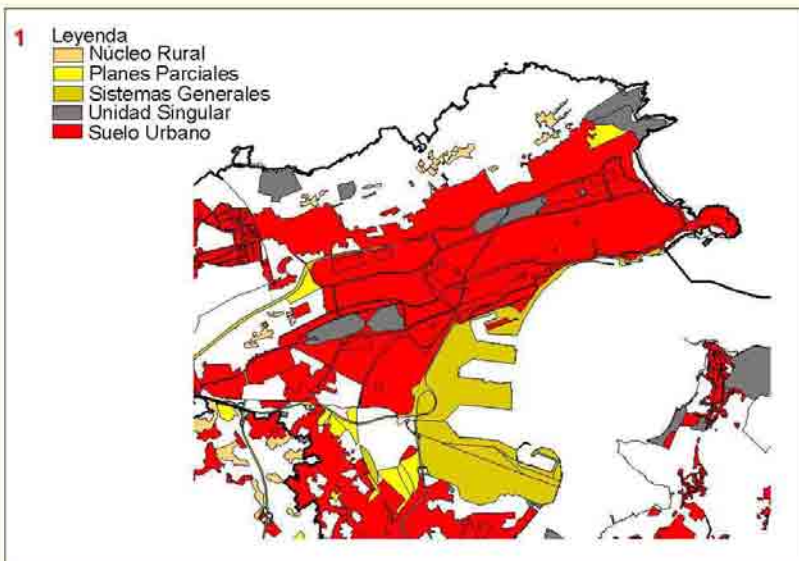 1
Leyenda
Núcleo Rural
Planes Parciales
Sistemas Generales
Unidad Singular
Suelo Urbano